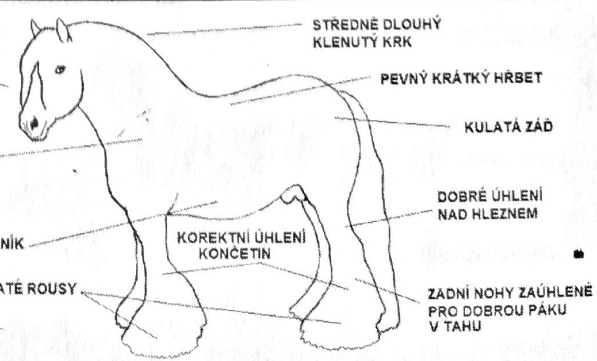 STŘEDNĚ DLOUHÝ
KLENUTÝ KRK
PEVNÝ KRÁTKÝ HŘBET
KULATÁ ZÁĎ
DOBRÉ ÚHLENÍ
NAD HLEZNEM
NÍK
KOREKTNÍ ÚHLENÍ
KONČETIN
ATÉ ROUSY
ZADNÍ NOHY ZAÚHLENÉ
PRO DOBROU PÁKU
V TAHU